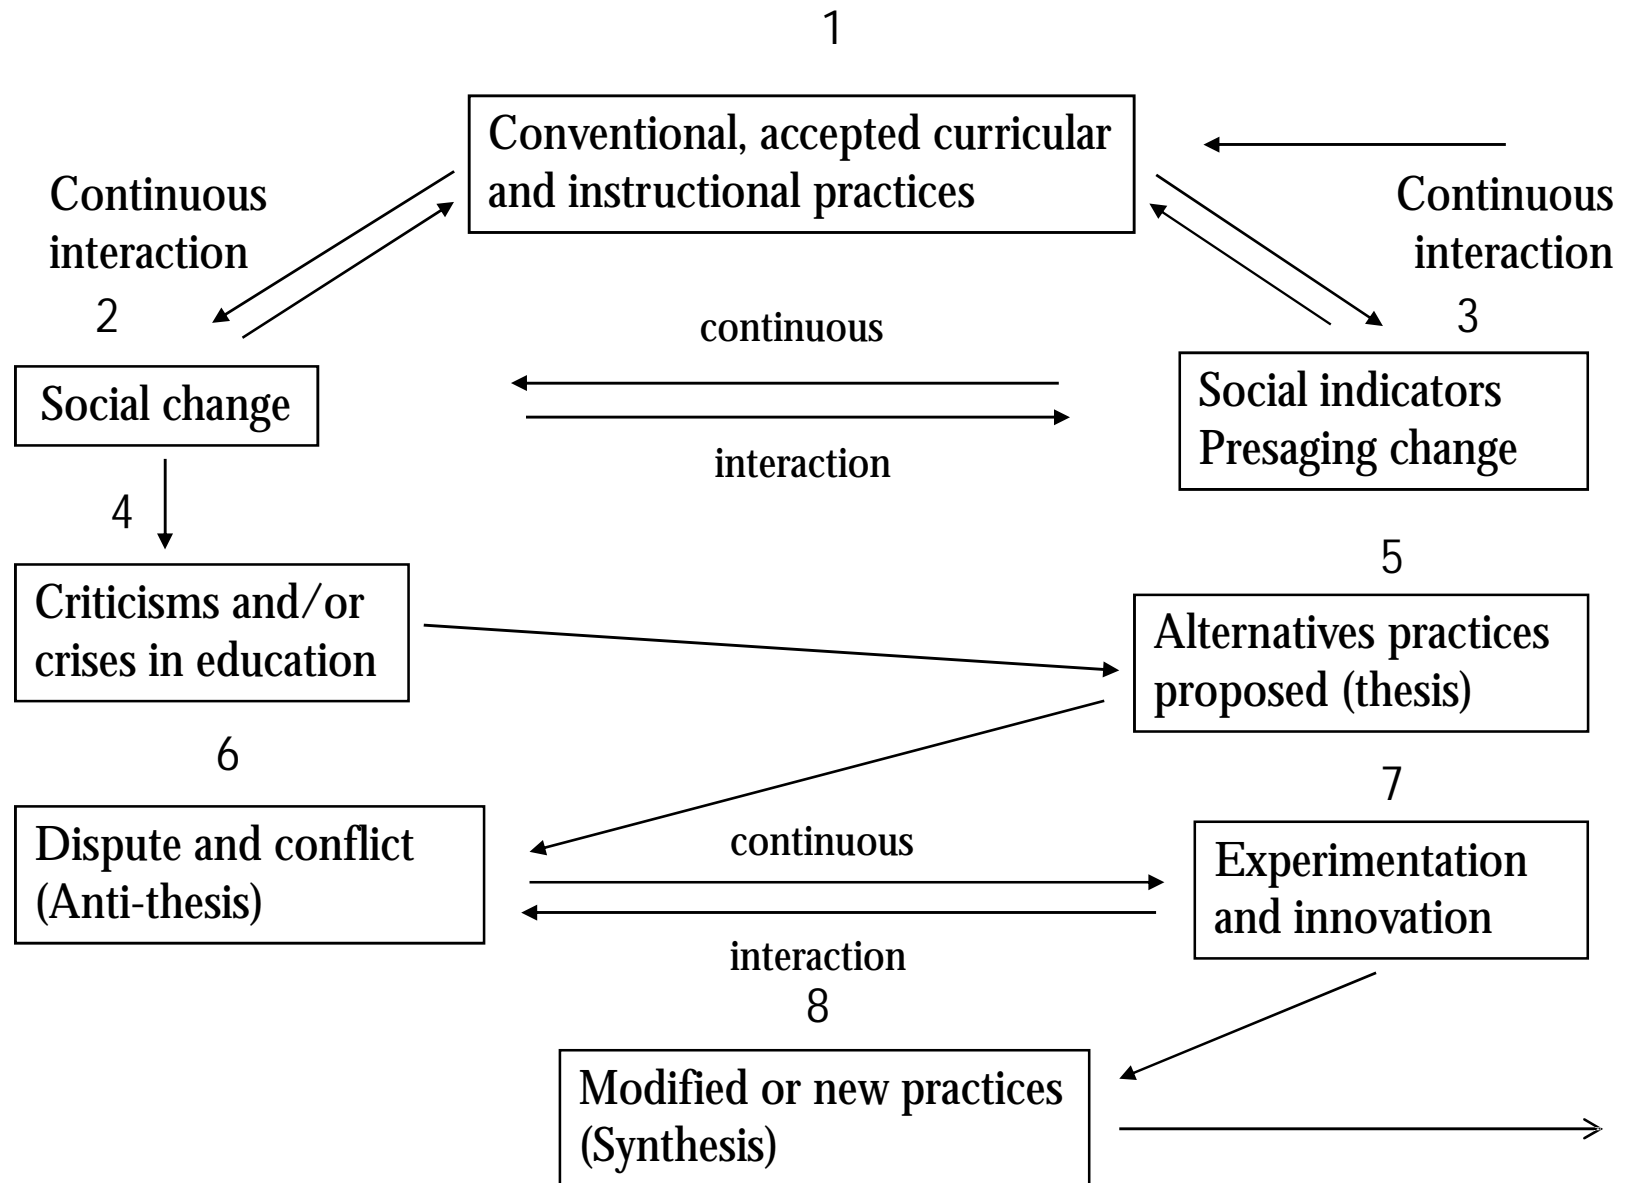 1
Conventional, accepted curricular
and instructional practices
Continuous
interaction
Continuous
interaction
2
3
continuous
interaction
Social change
Social indicators
Presaging change
4
5
Criticisms and/or
crises in education
Alternatives practices
proposed (thesis)
6
7
Dispute and conflict
(Anti-thesis)
continuous
interaction
Experimentation
and innovation
8
Modified or new practices
(Synthesis)